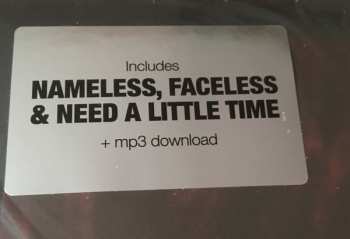 Includes
NAMELESS, FACELESS
& NEED A LITTLE TIME
+ mp3 download